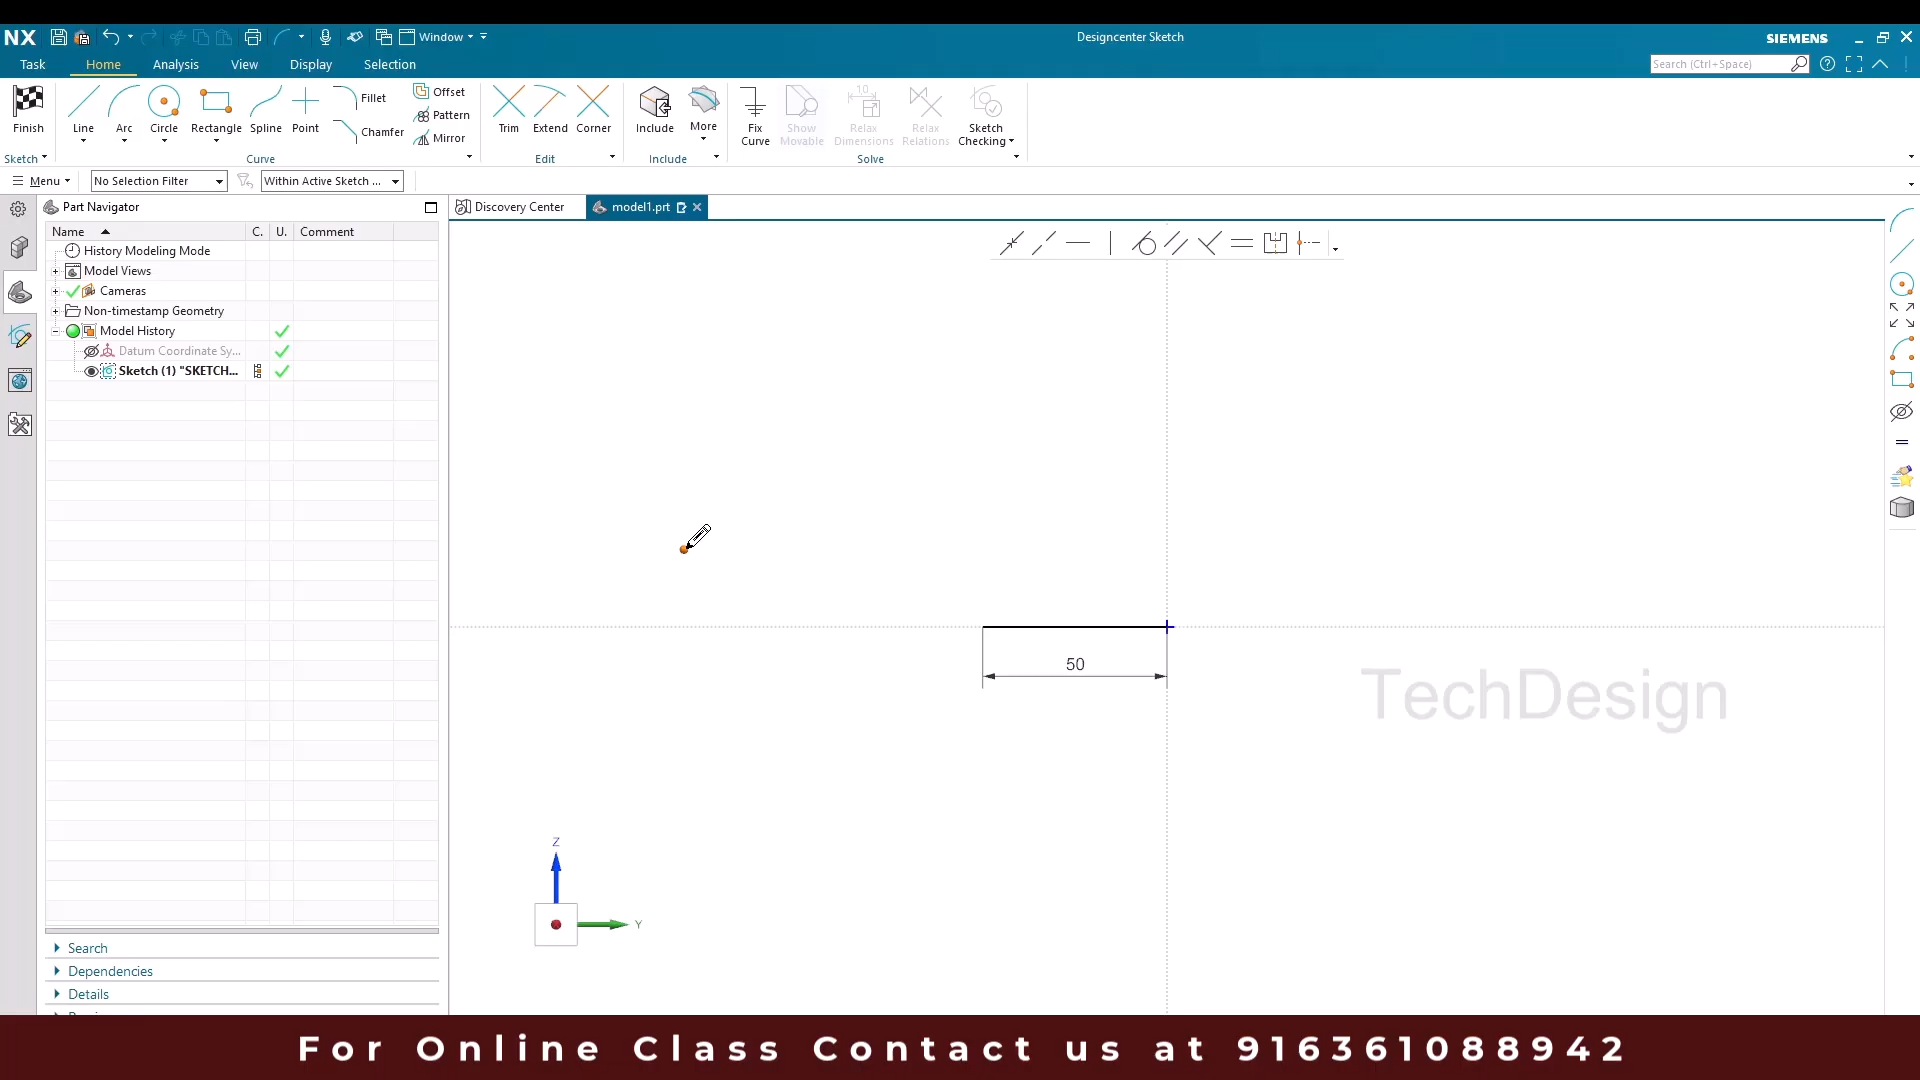 NX
Window
Designcenter Sketch
SIEMENS
Task
Home
Analysis
View
Display
Selection
Search (Ctrl+Space)
Finish
Line
Arc
Circle
Rectangle
Spline
Point
Fillet
Chamfer
Offset
Pattern
Mirror
Trim
Extend
Corner
Include
More
Fix
Curve
Show
Movable
Relax
Dimensions
Relax
Relations
Sketch
Checking
Sketch
Curve
Edit
Include
Solve
Menu
No Selection Filter
Within Active Sketch ...
Part Navigator
Discovery Center
model1.prt
Name
C.
U.
Comment
History Modeling Mode
Model Views
Cameras
Non-timestamp Geometry
Model History
Datum Coordinate Sy...
Sketch (1) "SKETCH...
50
TechDesign
Z
Y
Search
Dependencies
Details
For Online Class Contact us at 916361088942